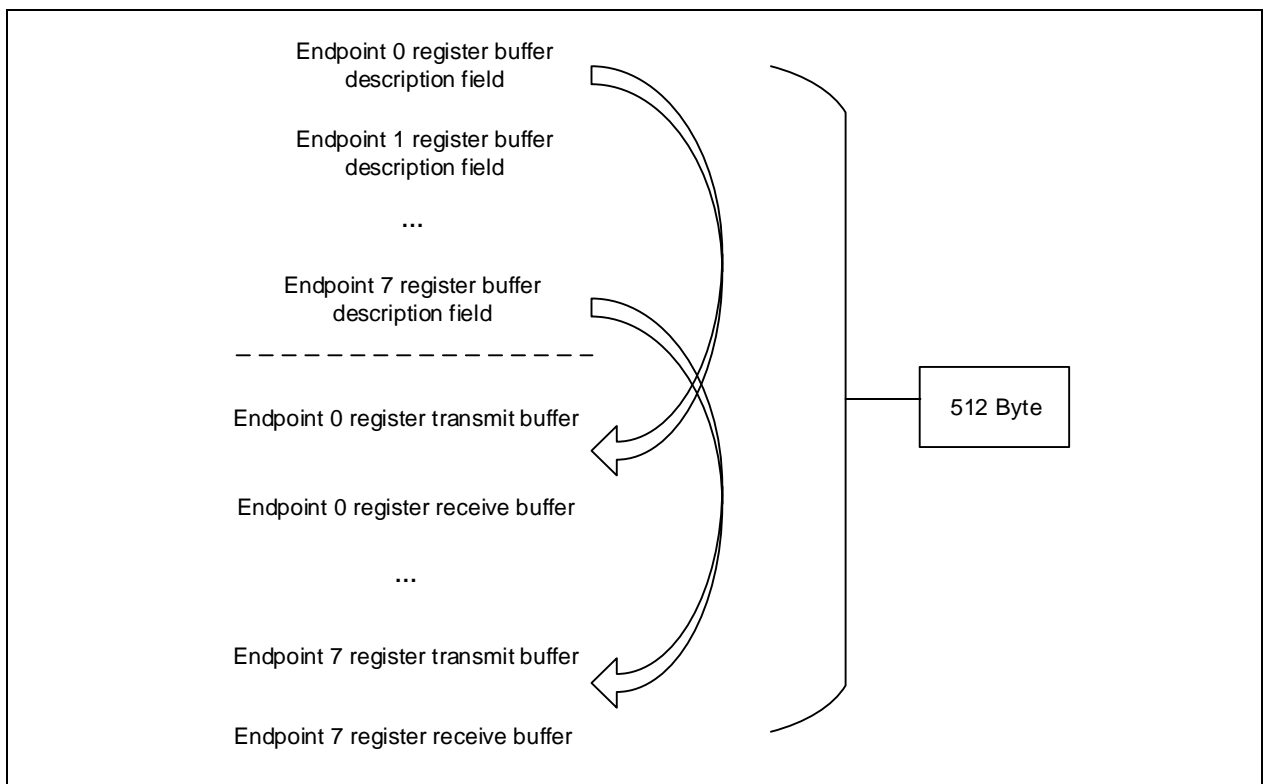 Endpoint 0 register buffer
description field
Endpoint 1 register buffer
description field
...
Endpoint 7 register buffer
description field
Endpoint 0 register transmit buffer
Endpoint 0 register receive buffer
...
Endpoint 7 register transmit buffer
Endpoint 7 register receive buffer
512 Byte